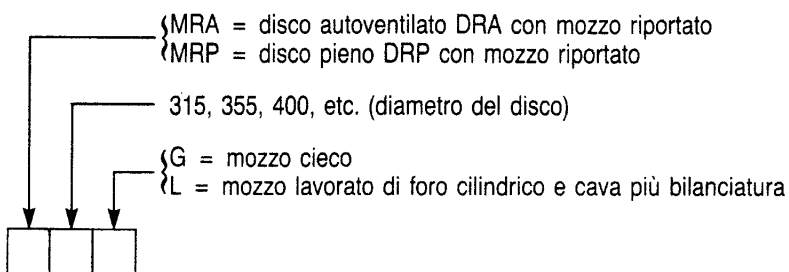 MRA = disco autoventilato DRA con mozzo riportato
MRP = disco pieno DRP con mozzo riportato
315, 355, 400, etc. (diametro del disco)
G = mozzo cieco
L = mozzo lavorato di foro cilindrico e cava più bilanciatura